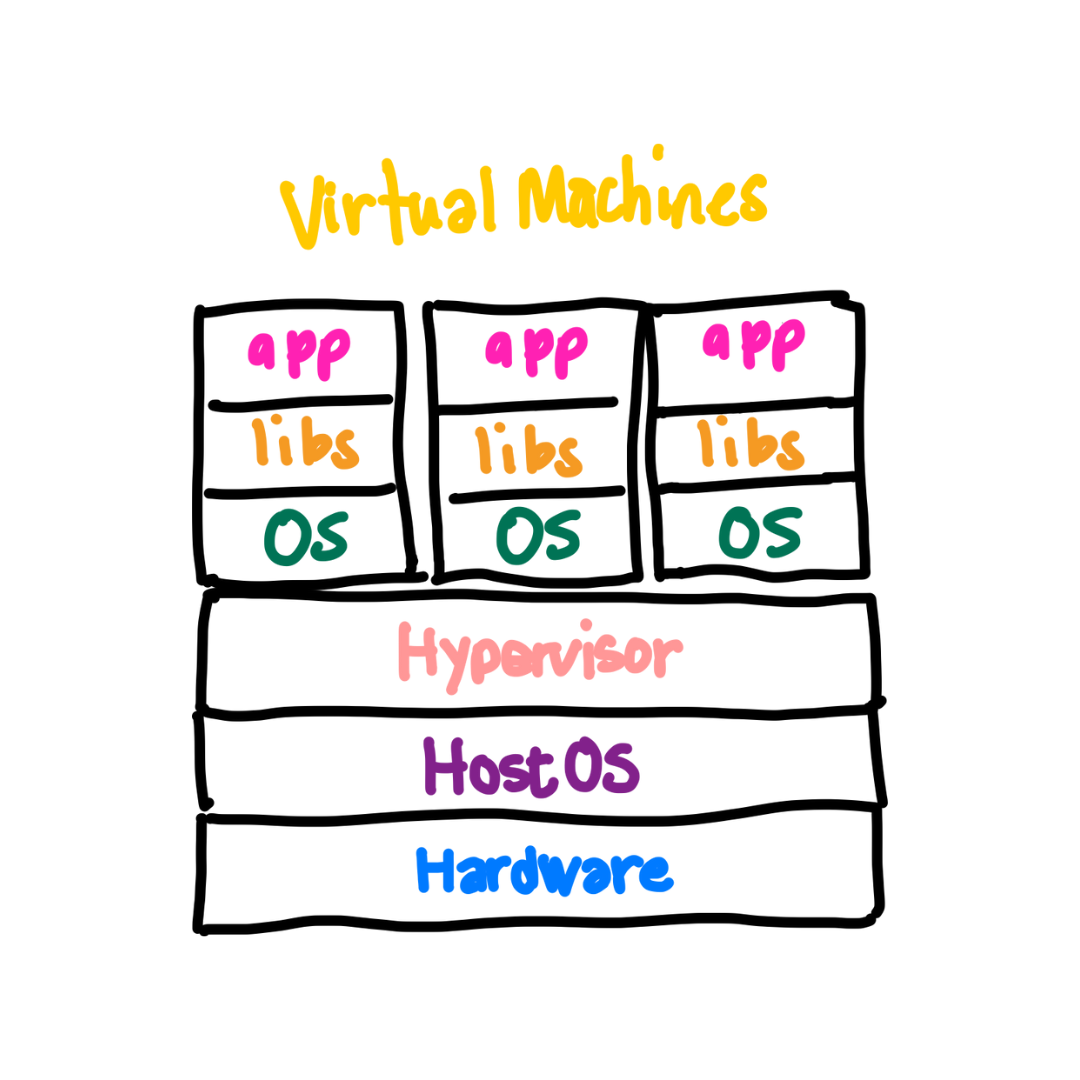 Virtual Machines
app app app
libs libs libs
OS OS OS
Hypervisor
Host OS
Hardware